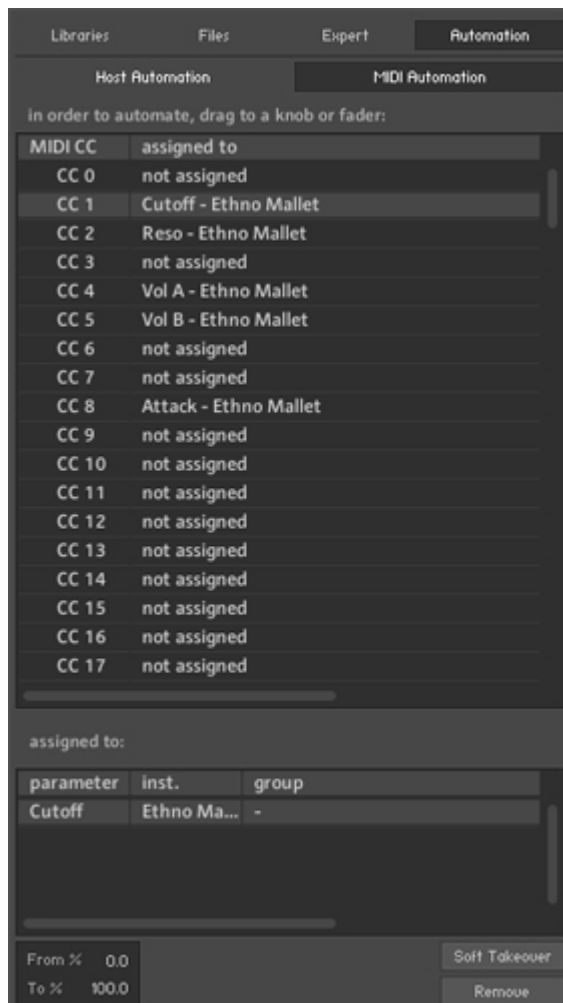 Libraries Files Expert Automation
Host Automation MIDI Automation
in order to automate, drag to a knob or fader:
MIDI CC assigned to
CC 0 not assigned
CC 1 Cutoff - Ethno Mallet
CC 2 Reso - Ethno Mallet
CC 3 not assigned
CC 4 Vol A - Ethno Mallet
CC 5 Vol B - Ethno Mallet
CC 6 not assigned
CC 7 not assigned
CC 8 Attack - Ethno Mallet
CC 9 not assigned
CC 10 not assigned
CC 11 not assigned
CC 12 not assigned
CC 13 not assigned
CC 14 not assigned
CC 15 not assigned
CC 16 not assigned
CC 17 not assigned
assigned to:
parameter inst. group
Cutoff Ethno Ma... -
From % 0.0 Soft Takeover
To % 100.0 Remove